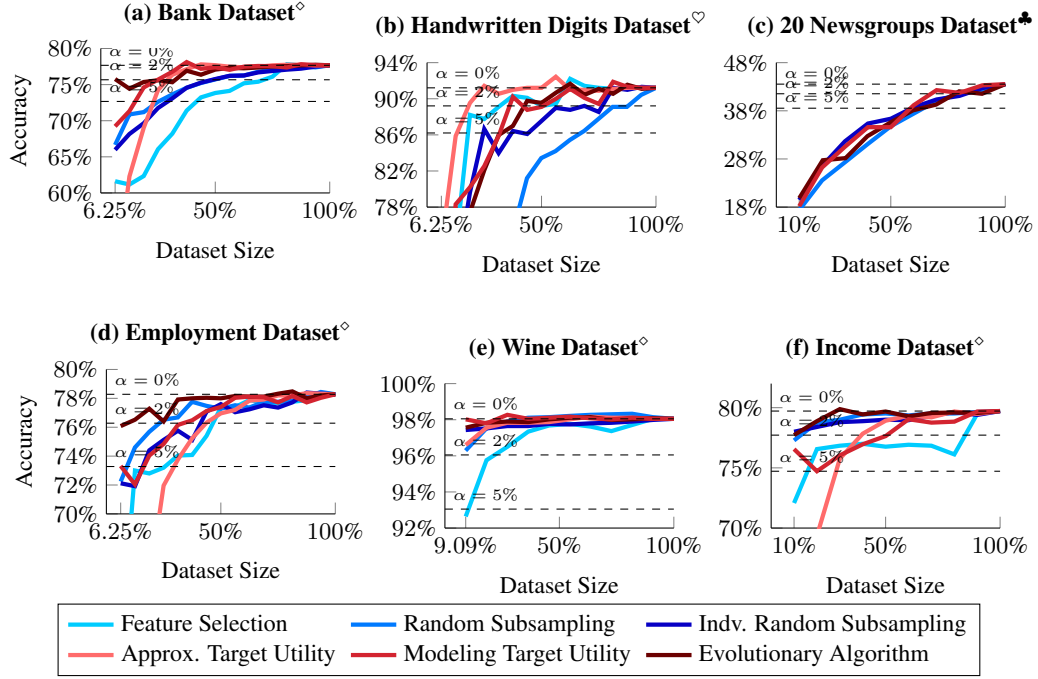 (a) Bank Dataset◇
(b) Handwritten Digits Dataset♡
(c) 20 Newsgroups Dataset♣
Accuracy
80%
75%
70%
65%
60%
α = 0%
α = 2%
α = 5%
6.25%
50%
100%
Dataset Size
94%
90%
86%
82%
78%
α = 0%
α = 2%
α = 5%
6.25%
50%
100%
Dataset Size
48%
38%
28%
18%
α = 0%
α = 2%
α = 5%
10%
50%
100%
Dataset Size
(d) Employment Dataset◇
(e) Wine Dataset◇
(f) Income Dataset◇
Accuracy
80%
78%
76%
74%
72%
70%
α = 0%
α = 2%
α = 5%
6.25%
50%
100%
Dataset Size
100%
98%
96%
94%
92%
α = 0%
α = 2%
α = 5%
9.09%
50%
100%
Dataset Size
80%
75%
70%
α = 0%
α = 2%
α = 5%
10%
50%
100%
Dataset Size
Feature Selection
Random Subsampling
Indv. Random Subsampling
Approx. Target Utility
Modeling Target Utility
Evolutionary Algorithm